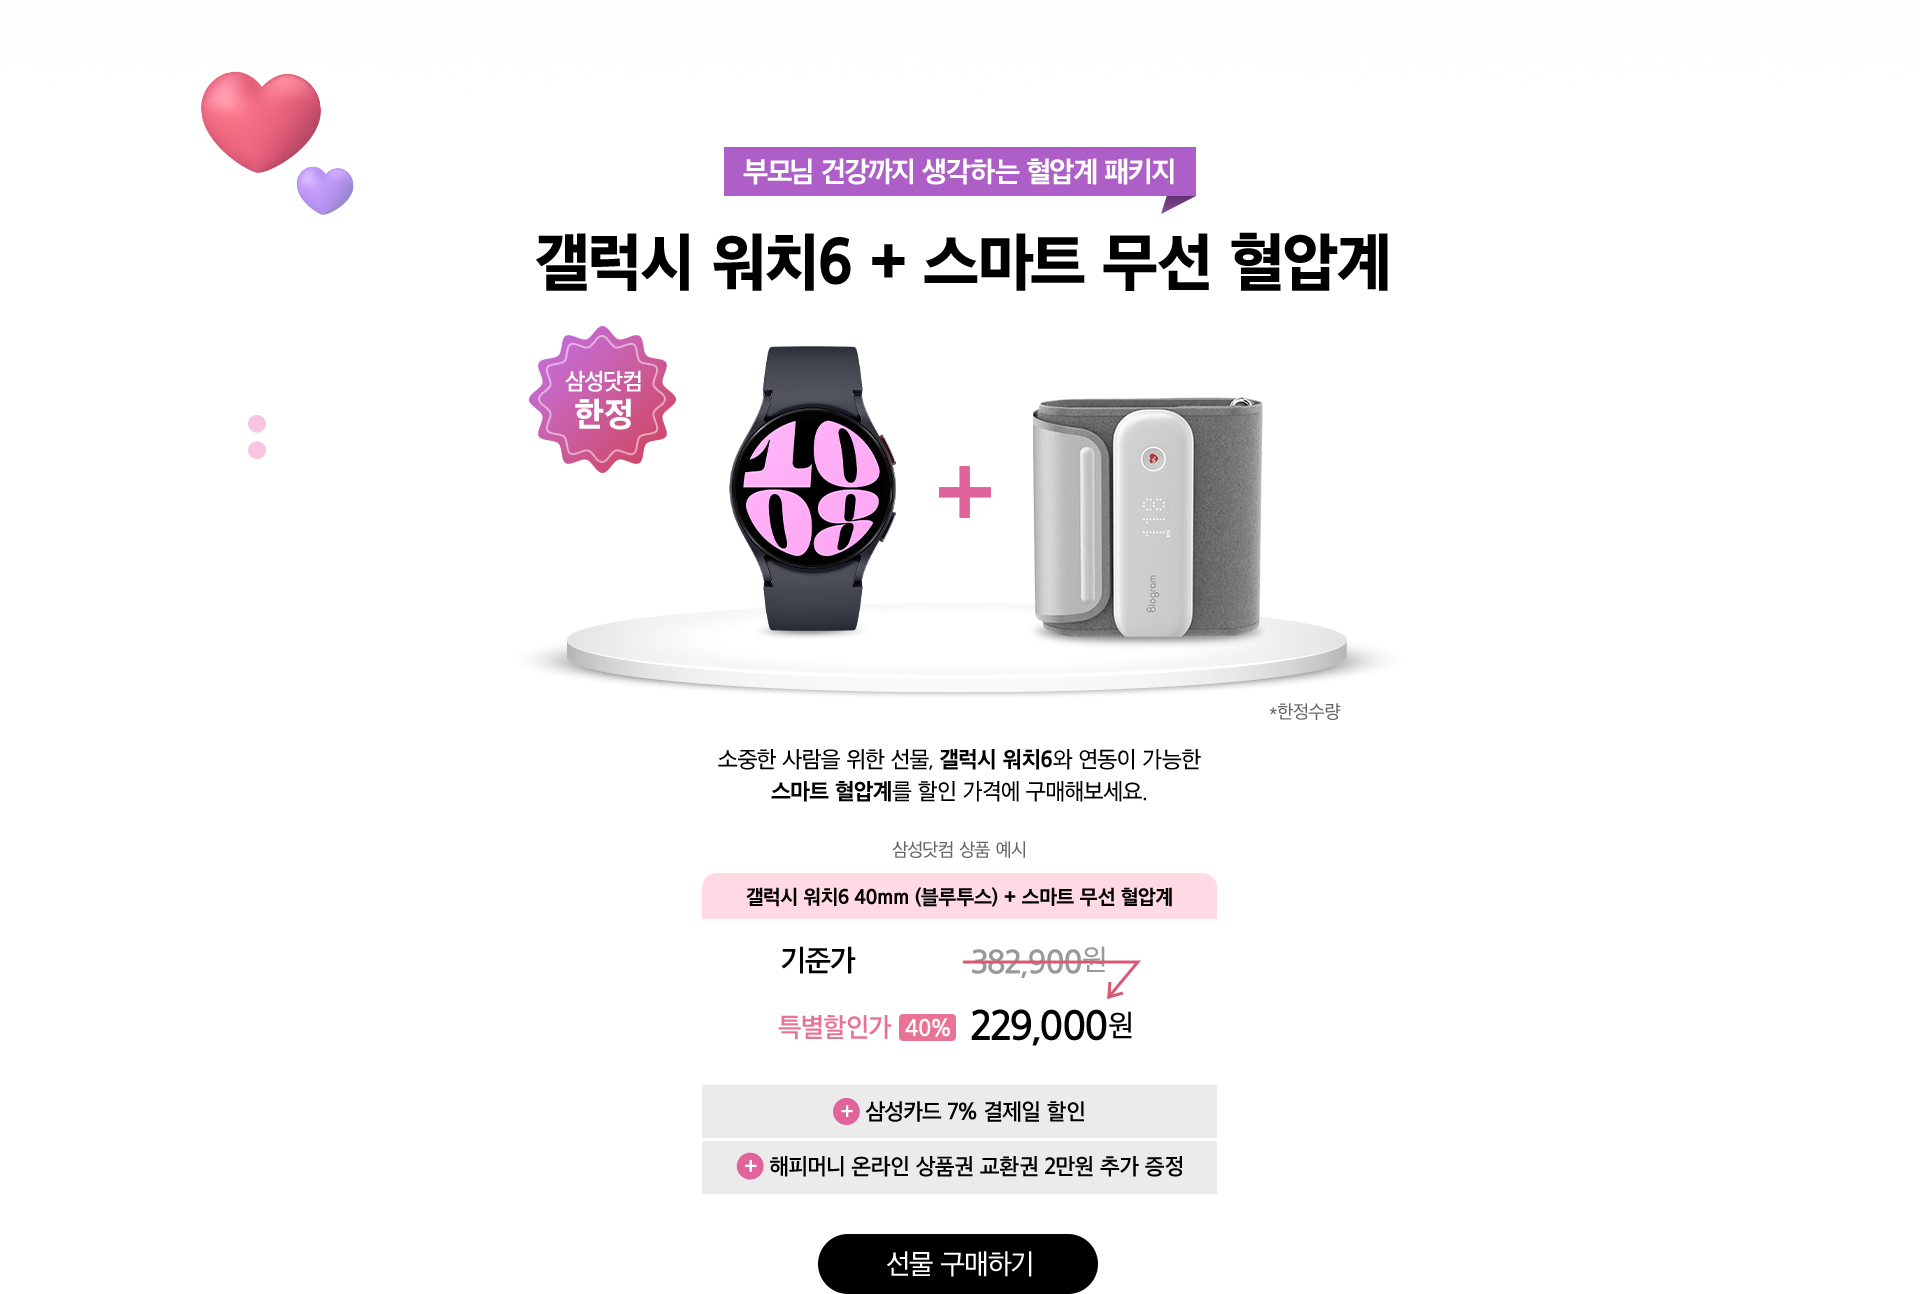 부모님 건강까지 생각하는 혈압계 패키지
갤럭시 워치6 + 스마트 무선 혈압계
삼성닷컴
한정
10
08
+
118
Biogram
*한정수량
소중한 사람을 위한 선물, 갤럭시 워치6와 연동이 가능한
스마트 혈압계를 할인 가격에 구매해보세요.
삼성닷컴 상품 예시
갤럭시 워치6 40mm (블루투스) + 스마트 무선 혈압계
기준가 382,900원
특별할인가 40% 229,000원
+ 삼성카드 7% 결제일 할인
+ 해피머니 온라인 상품권 교환권 2만원 추가 증정
선물 구매하기